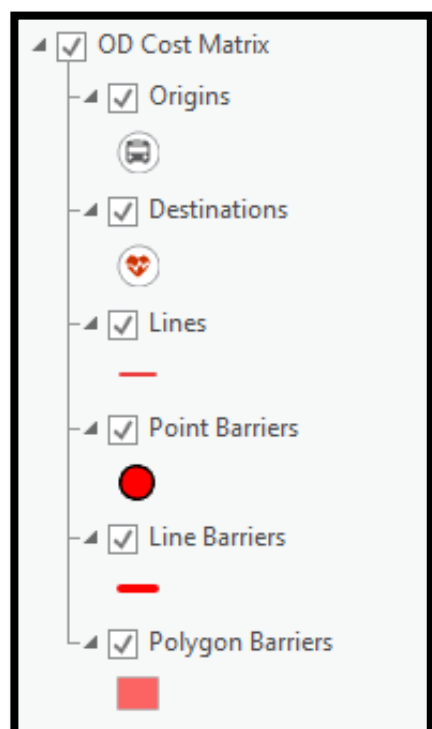 OD Cost Matrix
Origins
Destinations
Lines
Point Barriers
Line Barriers
Polygon Barriers